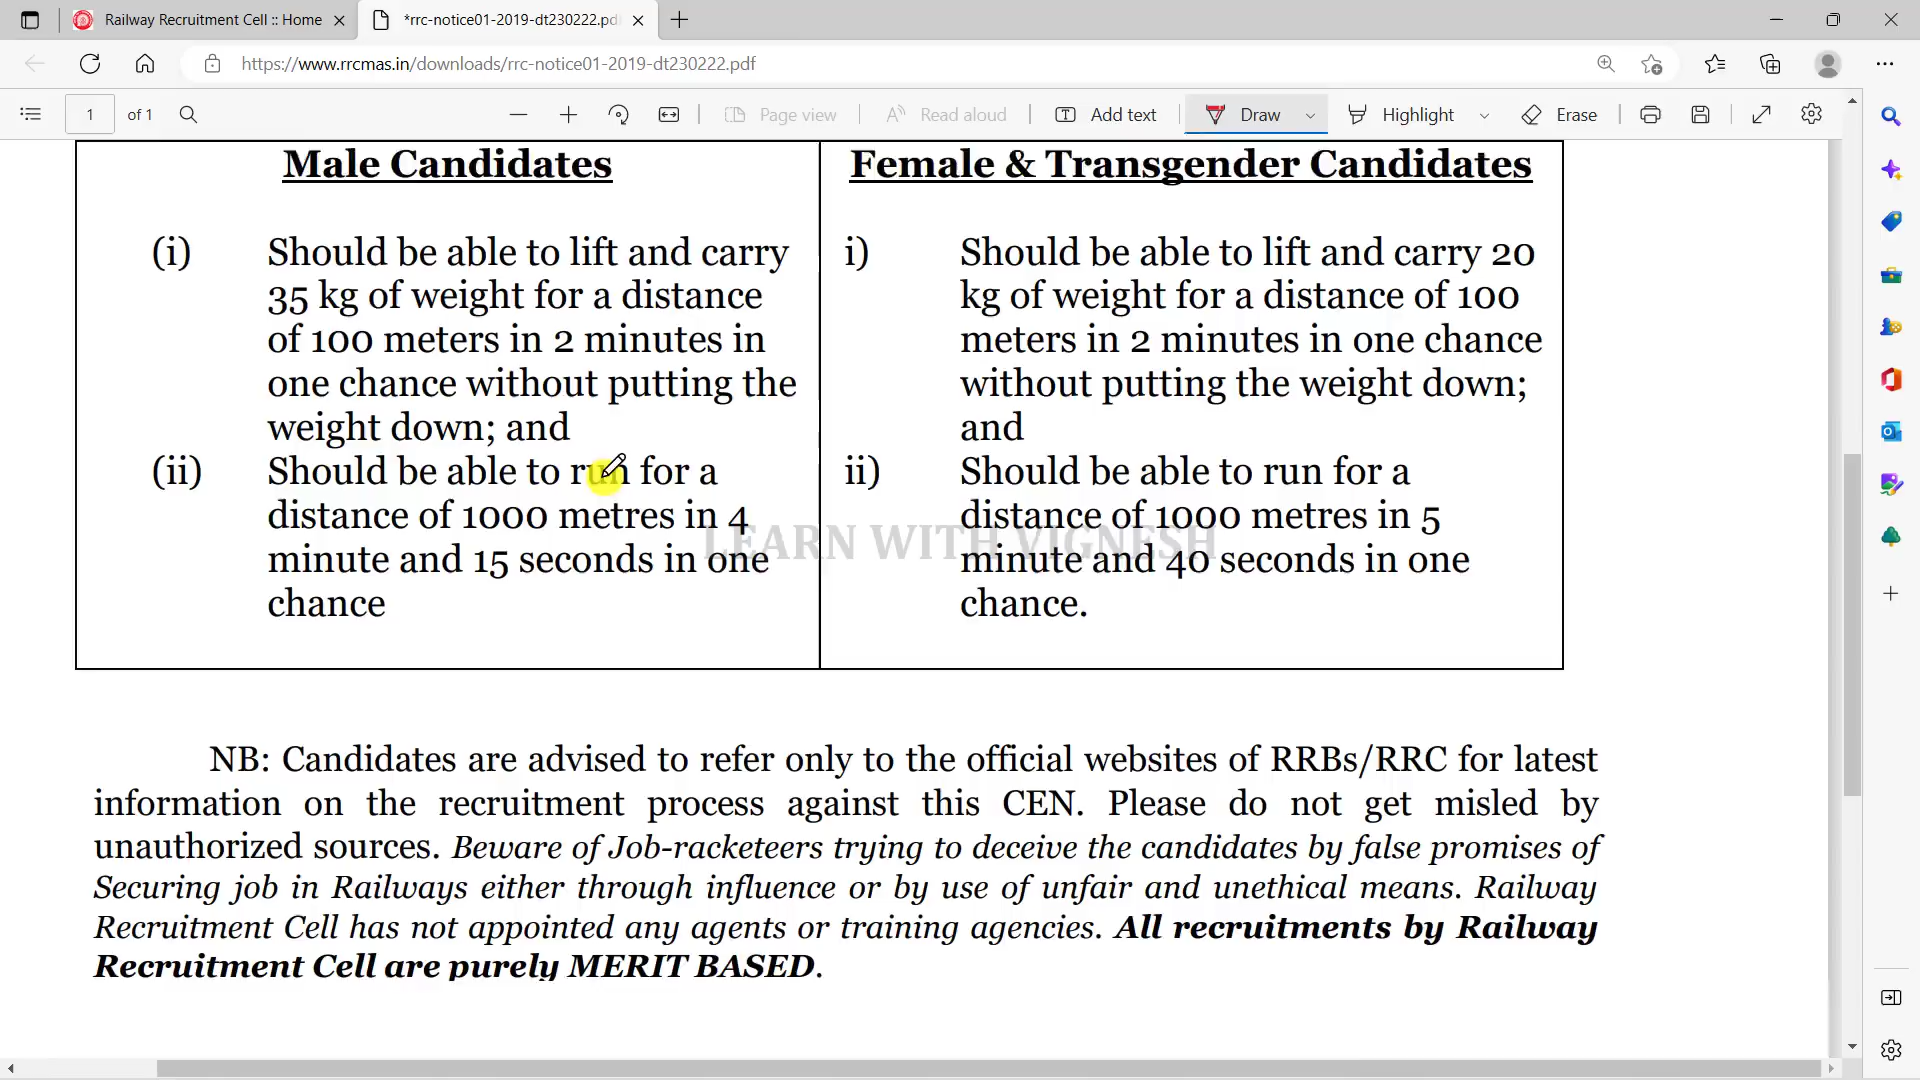 Railway Recruitment Cell :: Home
*rrc-notice01-2019-dt230222.pd
https://www.rrcmas.in/downloads/rrc-notice01-2019-dt230222.pdf
1 of 1
Page view
Read aloud
Add text
Draw
Highlight
Erase
Male Candidates
(i) Should be able to lift and carry
35 kg of weight for a distance
of 100 meters in 2 minutes in
one chance without putting the
weight down; and
(ii) Should be able to run for a
distance of 1000 metres in 4
minute and 15 seconds in one
chance
Female & Transgender Candidates
i) Should be able to lift and carry 20
kg of weight for a distance of 100
meters in 2 minutes in one chance
without putting the weight down;
and
ii) Should be able to run for a
distance of 1000 metres in 5
minute and 40 seconds in one
chance.
LEARN WITH VIGNESH
NB: Candidates are advised to refer only to the official websites of RRBs/RRC for latest
information on the recruitment process against this CEN. Please do not get misled by
unauthorized sources. Beware of Job-racketeers trying to deceive the candidates by false promises of
Securing job in Railways either through influence or by use of unfair and unethical means. Railway
Recruitment Cell has not appointed any agents or training agencies. All recruitments by Railway
Recruitment Cell are purely MERIT BASED.